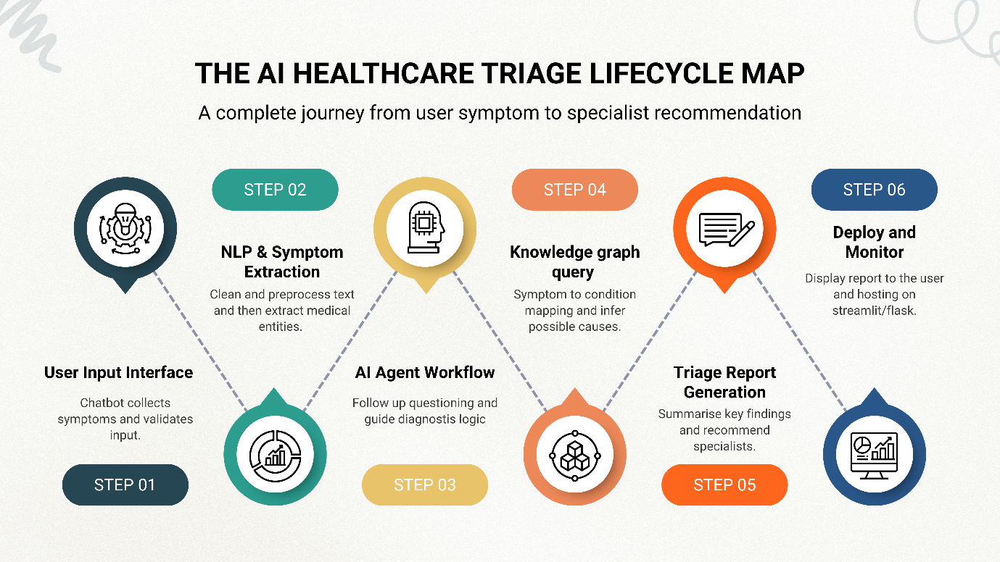 THE AI HEALTHCARE TRIAGE LIFECYCLE MAP
A complete journey from user symptom to specialist recommendation
User Input Interface
Chatbot collects
symptoms and validates
input.
STEP 01
STEP 02
NLP & Symptom
Extraction
Clean and preprocess text
and then extract medical
entities.
AI Agent Workflow
Follow up questioning and
guide diagnostis logic
STEP 03
STEP 04
Knowledge graph
query
Symptom to condition
mapping and infer
possible causes.
Triage Report
Generation
Summarise key findings
and recommend
specialists.
STEP 05
STEP 06
Deploy and
Monitor
Display report to the user
and hosting on
streamlit/flask.